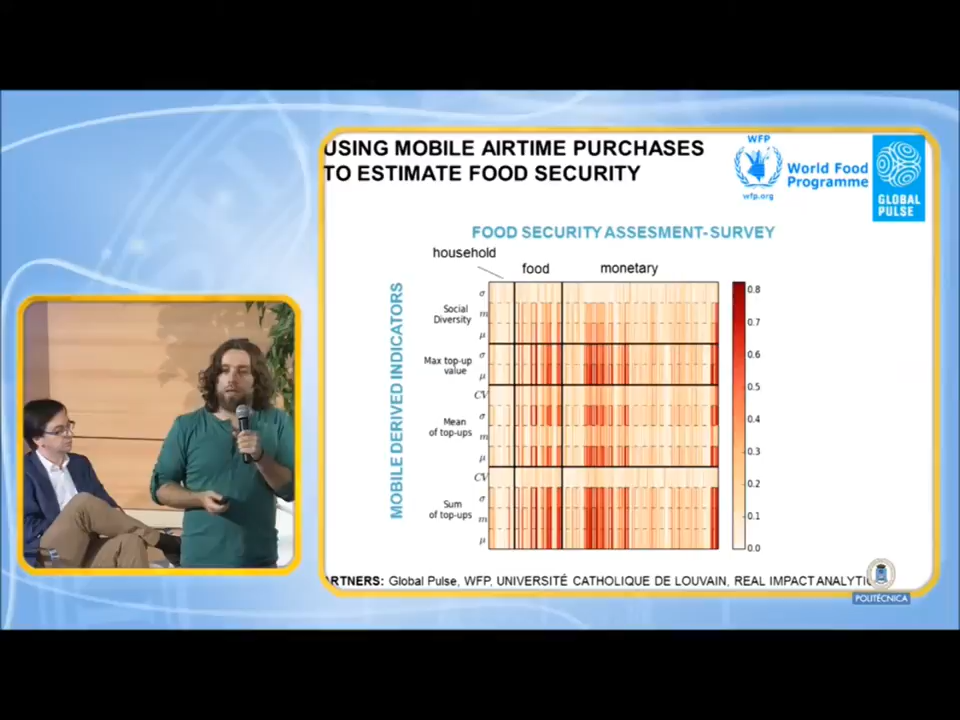 USING MOBILE AIRTIME PURCHASES
TO ESTIMATE FOOD SECURITY
WFP
wfp.org
World Food
Programme
GLOBAL
PULSE
FOOD SECURITY ASSESMENT-SURVEY
household
food
monetary
MOBILE DERIVED INDICATORS
Social
Diversity
σ
m
μ
Max top-up
value
σ
μ
Mean
of top-ups
CV
σ
m
μ
Sum
of top-ups
CV
σ
m
μ
0.8
0.7
0.6
0.5
0.4
0.3
0.2
0.1
0.0
RTNERS: Global Pulse, WFP, UNIVERSITÉ CATHOLIQUE DE LOUVAIN, REAL IMPACT ANALYTIC
POLITÉCNICA